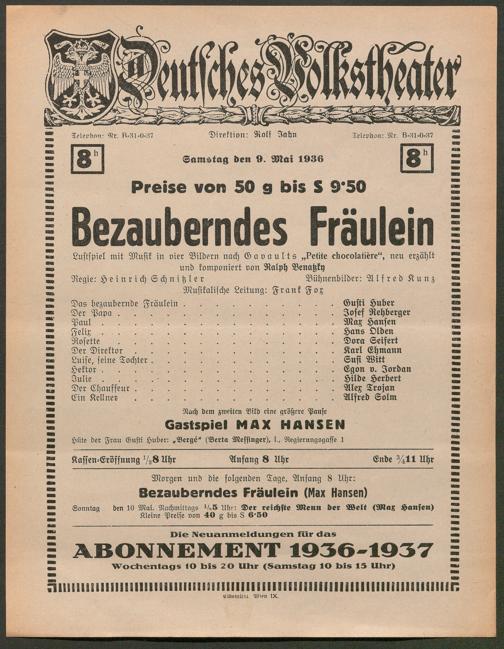 Deutsches Volkstheater
Telephon: Nr. B-31-0-37 Direktion: Rolf Jahn Telephon: Nr. B-31-0-37
8h Samstag den 9. Mai 1936 8h
Preise von 50 g bis S 9·50
Bezauberndes Fräulein
Lustspiel mit Musik in vier Bildern nach Gavaults „Petite chocolatière", neu erzählt
und komponiert von Ralph Benatzky
Regie: Heinrich Schnitzler Bühnenbilder: Alfred Kunz
Musikalische Leitung: Frank Fox
Das bezaubernde Fräulein . . . Gusti Huber
Der Papa . . . Josef Rehberger
Paul . . . Max Hansen
Felix . . . Hans Olden
Rosette . . . Dora Seifert
Der Direktor . . . Karl Ehmann
Luise, seine Tochter . . . Susi Witt
Hektor . . . Egon v. Jordan
Julie . . . Hilde Herbert
Der Chauffeur . . . Alex Trojan
Ein Kellner . . . Alfred Solm
Nach dem zweiten Bild eine größere Pause
Gastspiel MAX HANSEN
Hüte der Frau Gusti Huber: „Bergé" (Berta Messinger), I., Regierungsgasse 1
Kassen-Eröffnung 1/28 Uhr Anfang 8 Uhr Ende 3/411 Uhr
Morgen und die folgenden Tage, Anfang 8 Uhr:
Bezauberndes Fräulein (Max Hansen)
Sonntag den 10 Mai. Nachmittags 1/45 Uhr: Der reichste Mann der Welt (Max Hansen)
Kleine Preise von 40 g bis S 6·50
Die Neuanmeldungen für das
ABONNEMENT 1936-1937
Wochentags 10 bis 20 Uhr (Samstag 10 bis 15 Uhr)
Wien IX.